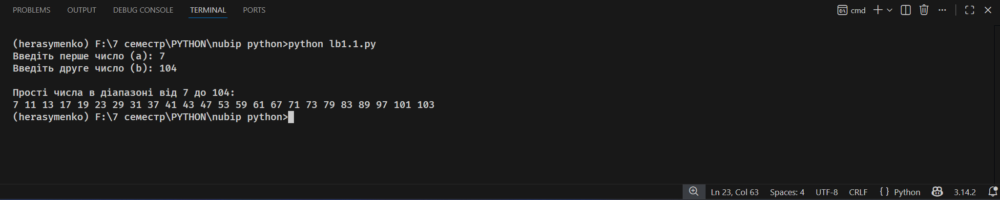 PROBLEMS OUTPUT DEBUG CONSOLE TERMINAL PORTS cmd
(herasymenko) F:\7 семестр\PYTHON\nubip python>python lb1.1.py
Введіть перше число (a): 7
Введіть друге число (b): 104
Прості числа в діапазоні від 7 до 104:
7 11 13 17 19 23 29 31 37 41 43 47 53 59 61 67 71 73 79 83 89 97 101 103
(herasymenko) F:\7 семестр\PYTHON\nubip python>
Ln 23, Col 63 Spaces: 4 UTF-8 CRLF { } Python 3.14.2